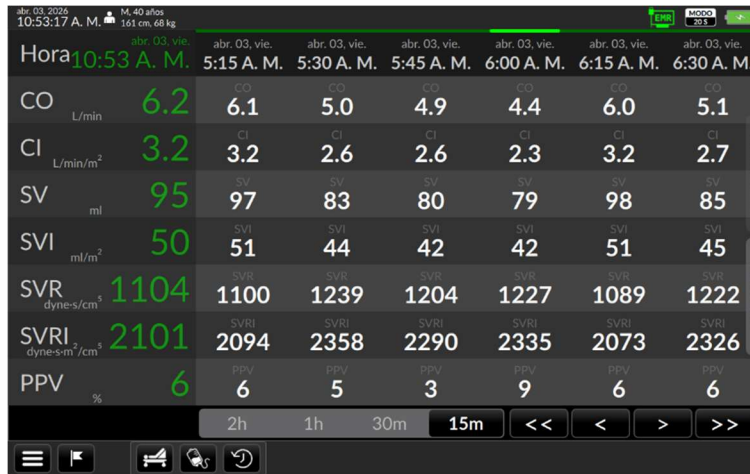 abr. 03, 2026 M, 40 años
10:53:17 A. M. 161 cm, 68 kg EMR MODO 20 S
Hora abr. 03, vie. abr. 03, vie. abr. 03, vie. abr. 03, vie. abr. 03, vie. abr. 03, vie. abr. 03, vie.
10:53 A. M. 5:15 A. M. 5:30 A. M. 5:45 A. M. 6:00 A. M. 6:15 A. M. 6:30 A. M
CO CO CO CO CO CO CO
L/min 6.2 6.1 5.0 4.9 4.4 6.0 5.1
CI CI CI CI CI CI CI
L/min/m² 3.2 3.2 2.6 2.6 2.3 3.2 2.7
SV SV SV SV SV SV SV
ml 95 97 83 80 79 98 85
SVI SVI SVI SVI SVI SVI SVI
ml/m² 50 51 44 42 42 51 45
SVR SVR SVR SVR SVR SVR SVR
dyne-s/cm⁵ 1104 1100 1239 1204 1227 1089 1222
SVRI SVRI SVRI SVRI SVRI SVRI SVRI
dyne-s-m²/cm⁵ 2101 2094 2358 2290 2335 2073 2326
PPV PPV PPV PPV PPV PPV PPV
% 6 6 5 3 9 6 6
2h 1h 30m 15m << < > >>